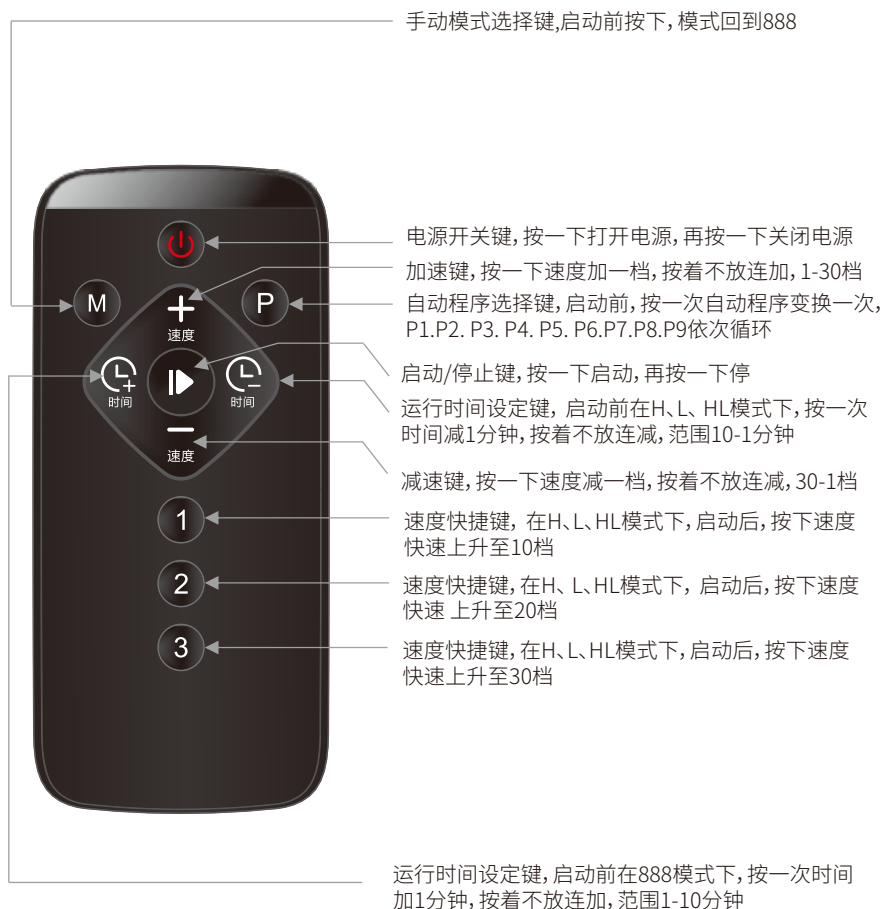 手动模式选择键,启动前按下，模式回到888
电源开关键，按一下打开电源，再按一下关闭电源
加速键，按一下速度加一档，按着不放连加，1-30档
自动程序选择键，启动前，按一次自动程序变换一次，
P1.P2. P3. P4. P5. P6.P7.P8.P9依次循环
启动/停止键，按一下启动，再按一下停
运行时间设定键，启动前在H、L、HL模式下，按一次
时间减1分钟，按着不放连减，范围10-1分钟
减速键，按一下速度减一档，按着不放连减，30-1档
速度快捷键，在H、L、HL模式下，启动后，按下速度
快速上升至10档
速度快捷键，在H、L、HL模式下，启动后，按下速度
快速 上升至20档
速度快捷键，在H、L、HL模式下，启动后，按下速度
快速上升至30档
M
P
速度
时间
时间
速度
1
2
3
运行时间设定键，启动前在888模式下，按一次时间
加1分钟，按着不放连加，范围1-10分钟